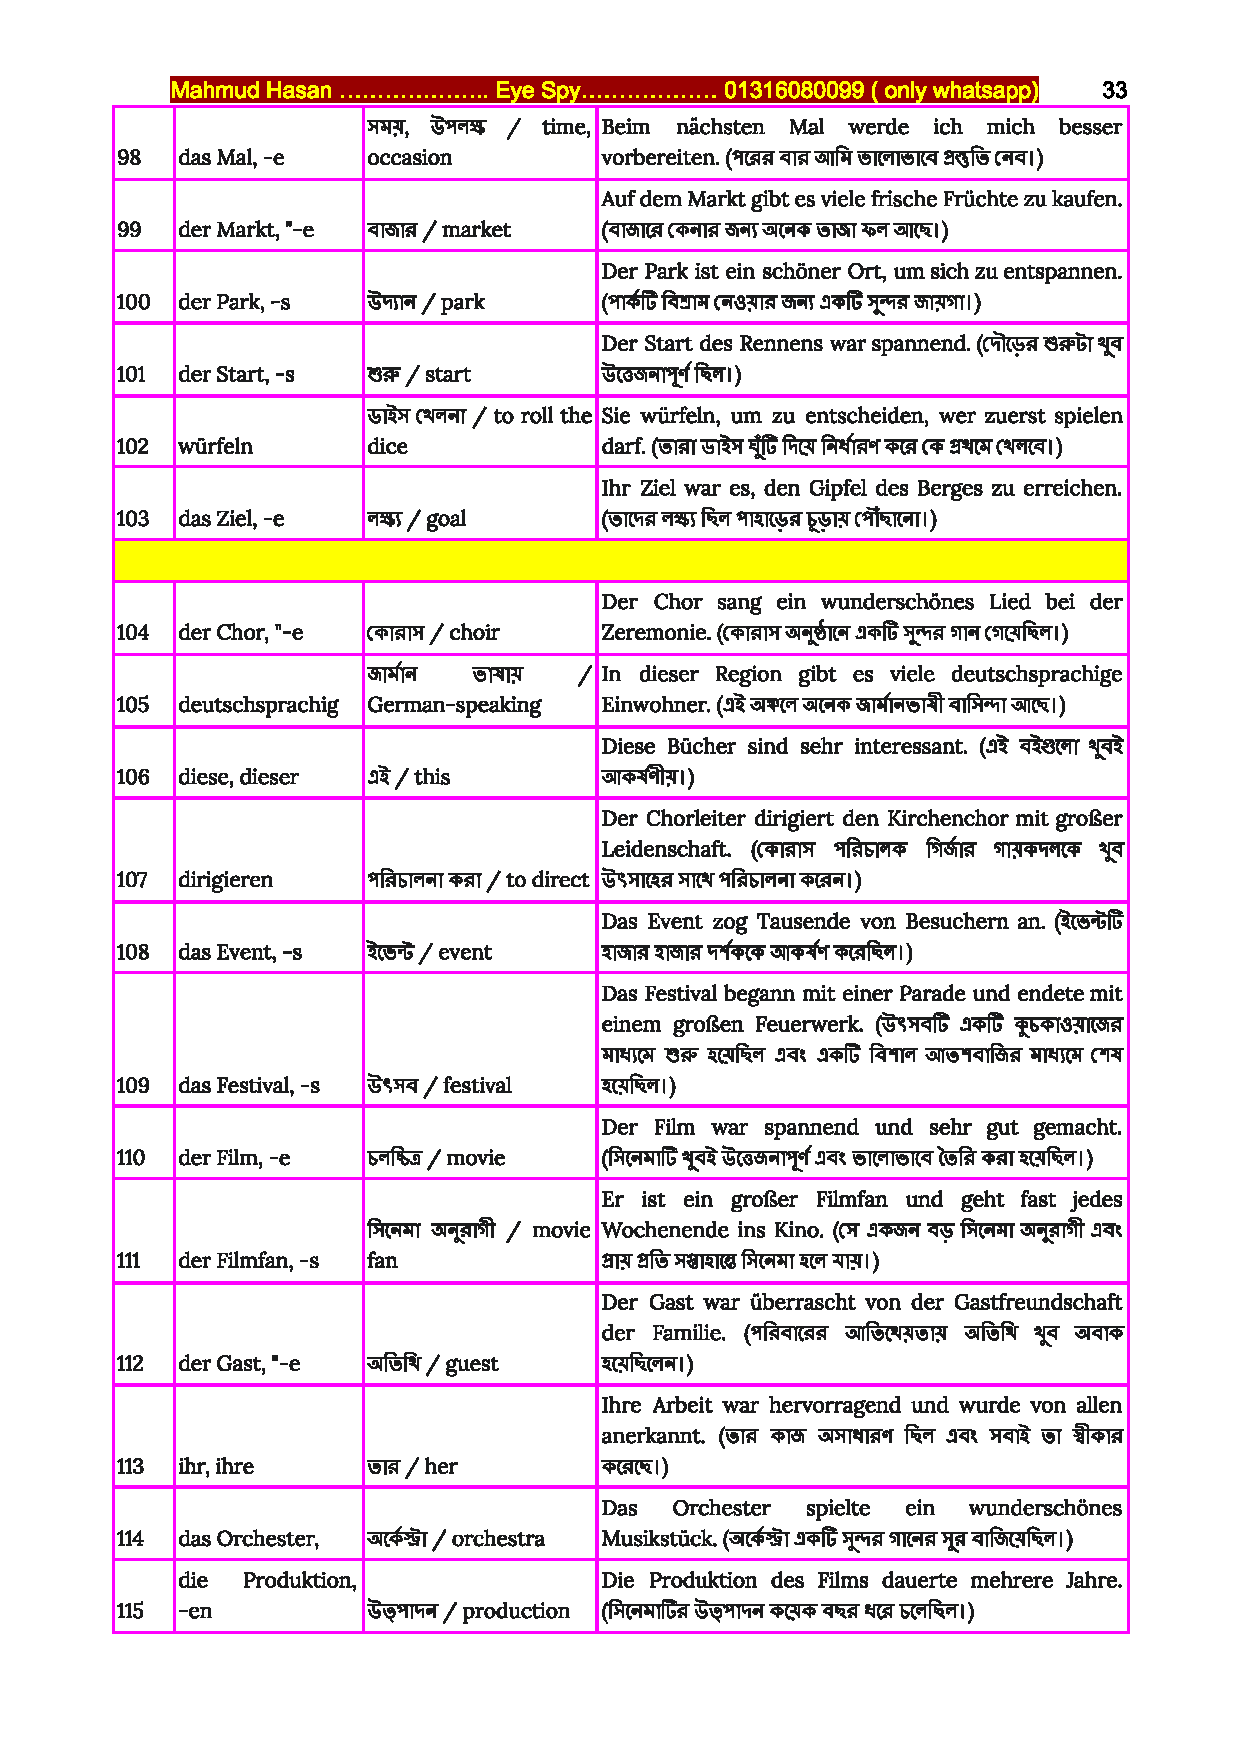 Mahmud Hasan ……………….. Eye Spy……………… 01316080099 ( only whatsapp) 33
সময়, উপলক্ষ / time, Beim nächsten Mal werde ich mich besser
98 das Mal, -e occasion vorbereiten. (পরের বার আমি ভালোভাবে প্রস্তুতি নেব।)
Auf dem Markt gibt es viele frische Früchte zu kaufen.
99 der Markt, "-e বাজার / market (বাজারে কেনার জন্য অনেক তাজা ফল আছে।)
Der Park ist ein schöner Ort, um sich zu entspannen.
100 der Park, -s উদ্যান / park (পার্কটি বিশ্রাম নেওয়ার জন্য একটি সুন্দর জায়গা।)
Der Start des Rennens war spannend. (দৌড়ের শুরুটা খুব
101 der Start, -s শুরু / start উত্তেজনাপূর্ণ ছিল।)
ডাইস খেলনা / to roll the Sie würfeln, um zu entscheiden, wer zuerst spielen
102 würfeln dice darf. (তারা ডাইস ঘুঁটি দিয়ে নির্ধারণ করে কে প্রথমে খেলবে।)
Ihr Ziel war es, den Gipfel des Berges zu erreichen.
103 das Ziel, -e লক্ষ্য / goal (তাদের লক্ষ্য ছিল পাহাড়ের চূড়ায় পৌঁছানো।)
Der Chor sang ein wunderschönes Lied bei der
104 der Chor, "-e কোরাস / choir Zeremonie. (কোরাস অনুষ্ঠানে একটি সুন্দর গান গেয়েছিল।)
জার্মান ভাষায় / In dieser Region gibt es viele deutschsprachige
105 deutschsprachig German-speaking Einwohner. (এই অঞ্চলে অনেক জার্মানভাষী বাসিন্দা আছে।)
Diese Bücher sind sehr interessant. (এই বইগুলো খুবই
106 diese, dieser এই / this আকর্ষণীয়।)
Der Chorleiter dirigiert den Kirchenchor mit großer
Leidenschaft. (কোরাস পরিচালক গির্জার গায়কদলকে খুব
107 dirigieren পরিচালনা করা / to direct উৎসাহের সাথে পরিচালনা করেন।)
Das Event zog Tausende von Besuchern an. (ইভেন্টটি
108 das Event, -s ইভেন্ট / event হাজার হাজার দর্শককে আকর্ষণ করেছিল।)
Das Festival begann mit einer Parade und endete mit
einem großen Feuerwerk. (উৎসবটি একটি কুচকাওয়াজের
মাধ্যমে শুরু হয়েছিল এবং একটি বিশাল আতশবাজির মাধ্যমে শেষ
109 das Festival, -s উৎসব / festival হয়েছিল।)
Der Film war spannend und sehr gut gemacht.
110 der Film, -e চলচ্চিত্র / movie (সিনেমাটি খুবই উত্তেজনাপূর্ণ এবং ভালোভাবে তৈরি করা হয়েছিল।)
Er ist ein großer Filmfan und geht fast jedes
সিনেমা অনুরাগী / movie Wochenende ins Kino. (সে একজন বড় সিনেমা অনুরাগী এবং
111 der Filmfan, -s fan প্রায় প্রতি সপ্তাহান্তে সিনেমা হলে যায়।)
Der Gast war überrascht von der Gastfreundschaft
der Familie. (পরিবারের আতিথেয়তায় অতিথি খুব অবাক
112 der Gast, "-e অতিথি / guest হয়েছিলেন।)
Ihre Arbeit war hervorragend und wurde von allen
anerkannt. (তার কাজ অসাধারণ ছিল এবং সবাই তা স্বীকার
113 ihr, ihre তার / her করেছে।)
Das Orchester spielte ein wunderschönes
114 das Orchester, অর্কেস্ট্রা / orchestra Musikstück. (অর্কেস্ট্রা একটি সুন্দর গানের সুর বাজিয়েছিল।)
die Produktion, Die Produktion des Films dauerte mehrere Jahre.
115 -en উত্পাদন / production (সিনেমাটির উত্পাদন কয়েক বছর ধরে চলেছিল।)